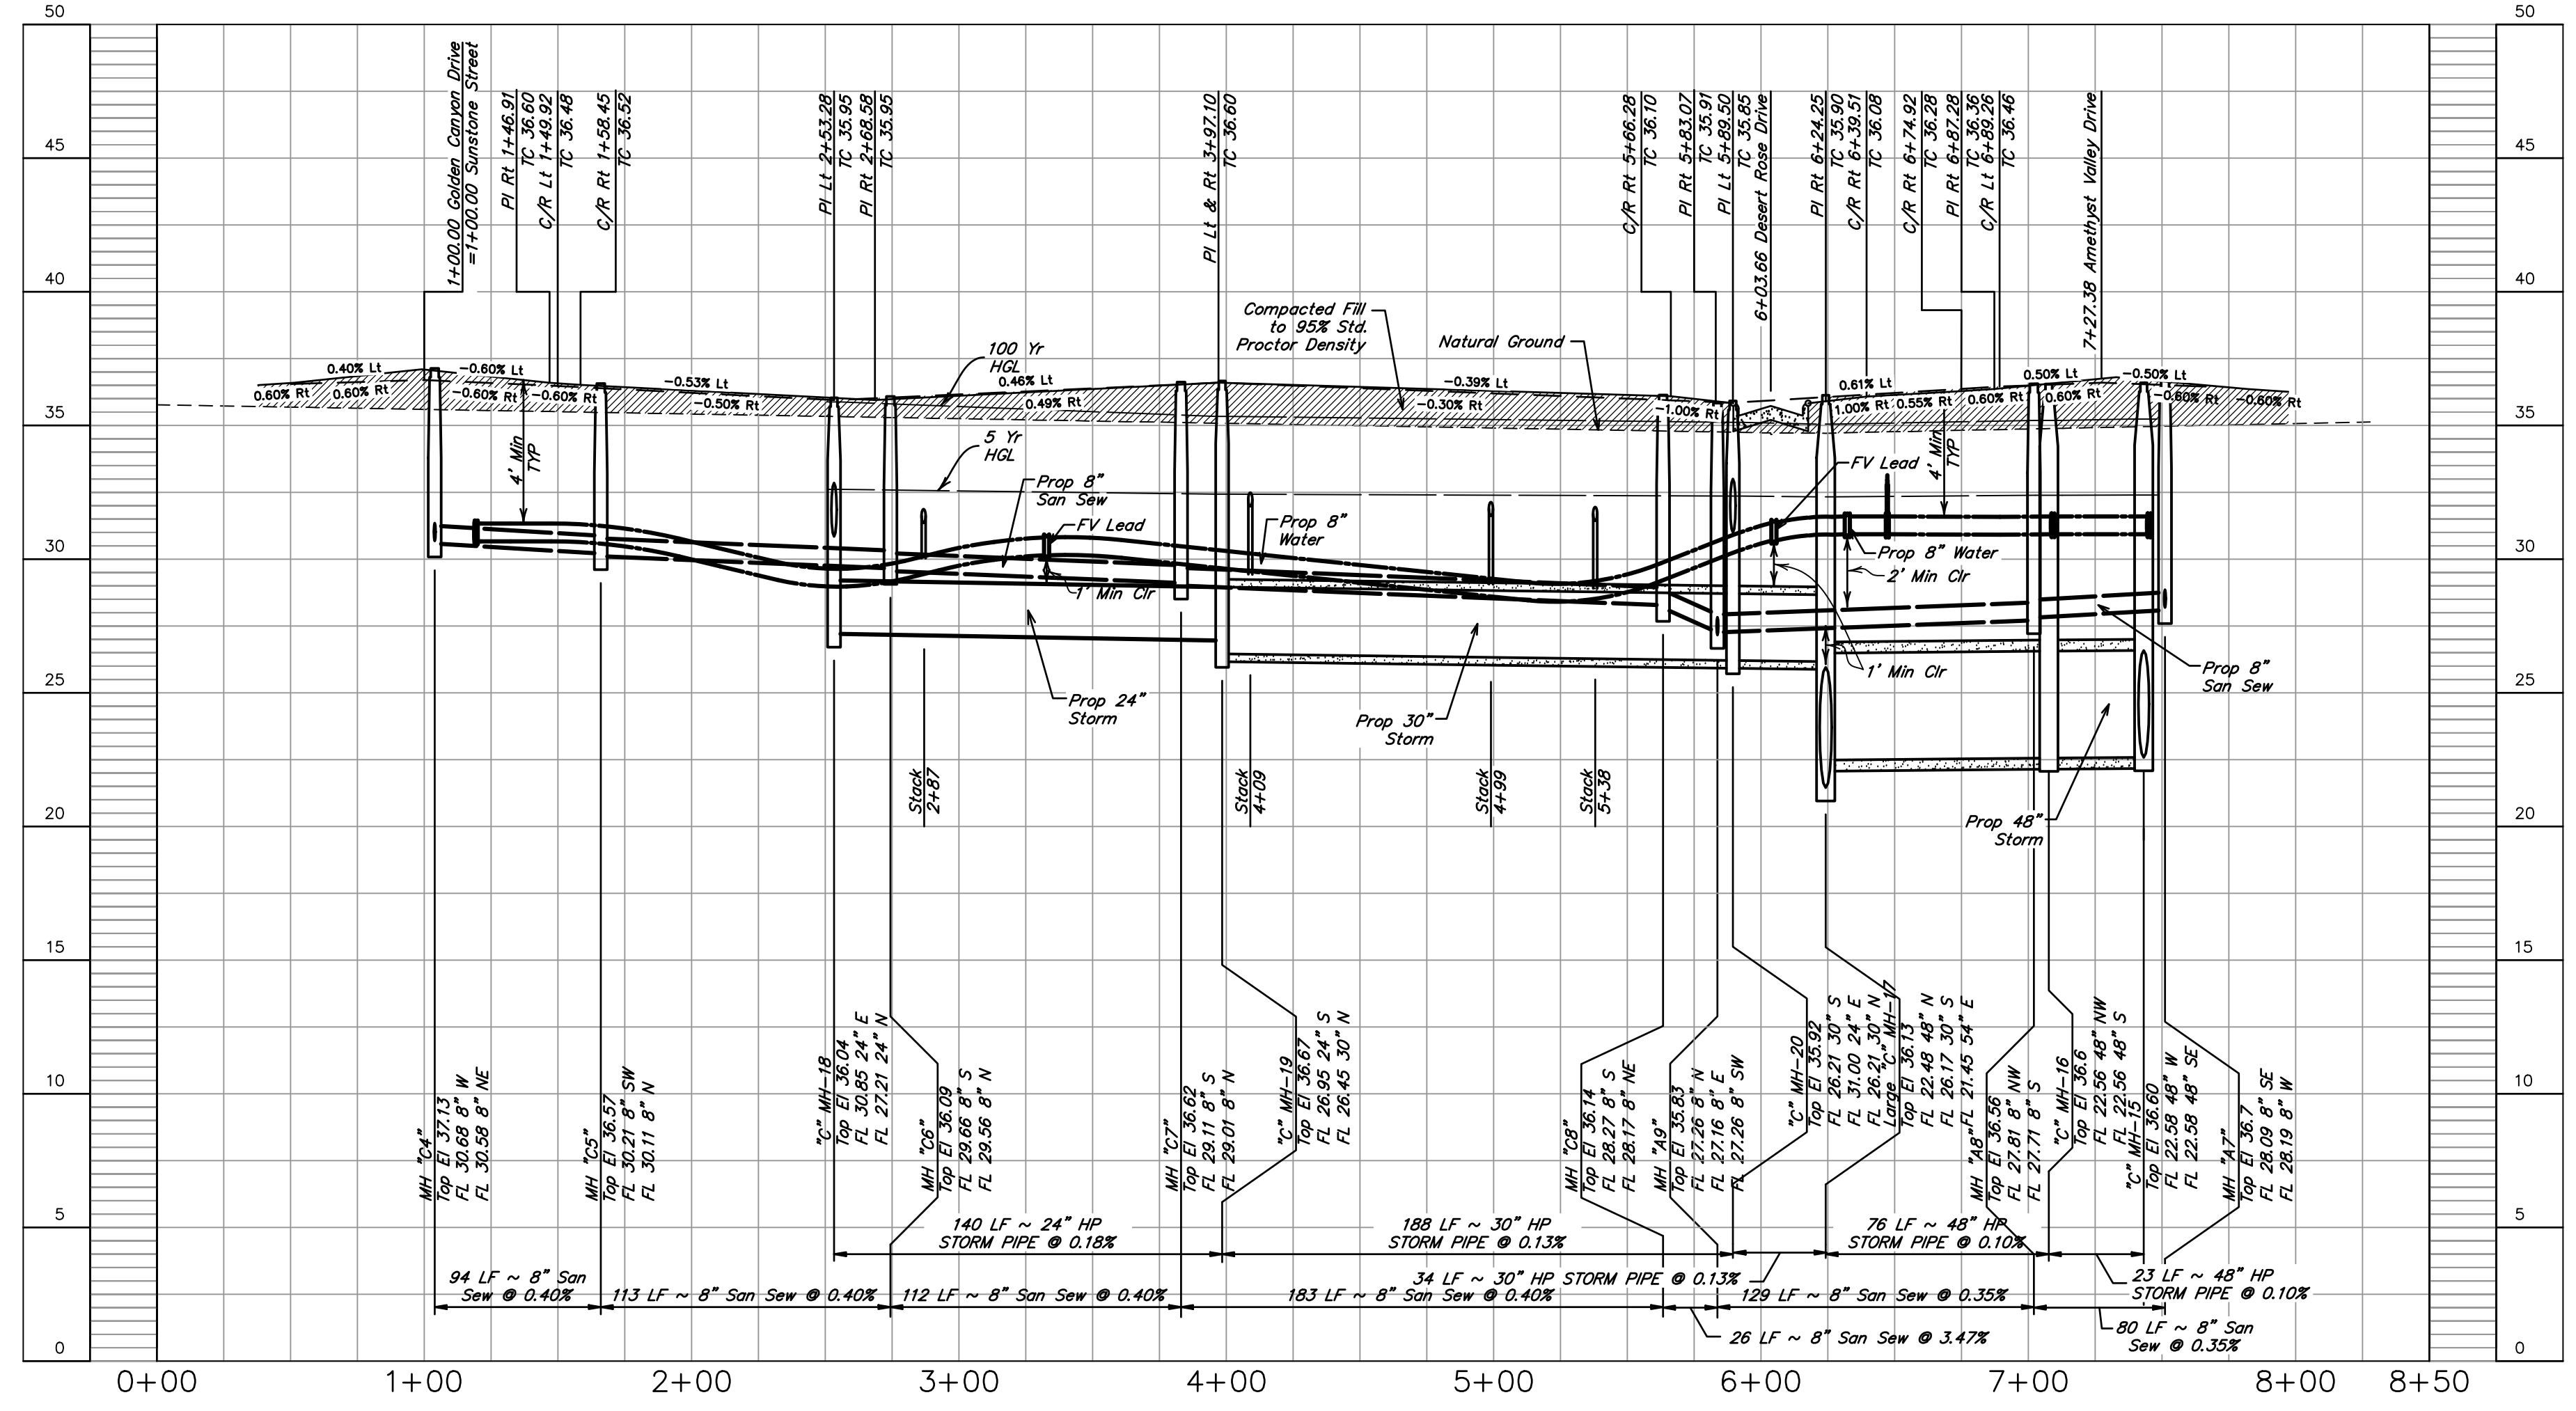 50
50
45
45
40
40
35
35
30
30
25
25
20
20
15
15
10
10
5
5
0
0
1+00.00 Golden Canyon Drive
=1+00.00 Sunstone Street
PI Rt 1+46.91
TC 36.60
C/R Lt 1+49.92
TC 36.48
C/R Rt 1+58.45
TC 36.52
PI Lt 2+53.28
TC 35.95
PI Rt 2+68.58
TC 35.95
PI Lt & Rt 3+97.10
TC 36.60
C/R Rt 5+66.28
TC 36.10
PI Rt 5+83.07
TC 35.91
PI Lt 5+89.50
TC 35.85
6+03.66 Desert Rose Drive
PI Rt 6+24.25
TC 35.90
C/R Rt 6+39.51
TC 36.08
C/R Rt 6+74.92
TC 36.28
PI Rt 6+87.28
TC 36.36
C/R Lt 6+89.26
TC 36.46
7+27.38 Amethyst Valley Drive
Compacted Fill
to 95% Std.
Proctor Density
Natural Ground
100 Yr
HGL
5 Yr
HGL
0.40% Lt
-0.60% Lt
-0.53% Lt
0.46% Lt
-0.39% Lt
0.61% Lt
0.50% Lt
-0.50% Lt
0.60% Rt
0.60% Rt
-0.60% Rt
-0.60% Rt
-0.50% Rt
0.49% Rt
-0.30% Rt
-1.00% Rt
1.00% Rt
0.55% Rt
0.60% Rt
0.60% Rt
-0.60% Rt
-0.60% Rt
4' Min
TYP
Prop 8"
San Sew
FV Lead
Prop 8"
Water
1' Min Clr
FV Lead
4' Min
TYP
Prop 8" Water
2' Min Clr
1' Min Clr
Prop 8"
San Sew
Prop 24"
Storm
Prop 30"
Storm
Prop 48"
Storm
Stack
2+87
Stack
4+09
Stack
4+99
Stack
5+38
MH "C4"
Top El 37.13
FL 30.68 8" W
FL 30.58 8" NE
MH "C5"
Top El 36.57
FL 30.21 8" SW
FL 30.11 8" N
"C" MH-18
Top El 36.04
FL 30.85 24" E
FL 27.21 24" N
MH "C6"
Top El 36.09
FL 29.66 8" S
FL 29.56 8" N
MH "C7"
Top El 36.62
FL 29.11 8" S
FL 29.01 8" N
"C" MH-19
Top El 36.67
FL 26.95 24" S
FL 26.45 30" N
MH "C8"
Top El 36.14
FL 28.27 8" S
FL 28.17 8" NE
MH "A9"
Top El 35.83
FL 27.26 8" N
FL 27.16 8" E
FL 27.26 8" SW
"C" MH-20
Top El 35.92
FL 26.21 30" S
FL 31.00 24" E
FL 26.21 30" N
Large "C" MH-17
Top El 36.13
FL 22.48 48" N
FL 26.17 30" S
FL 21.45 54" E
MH "A8"
Top El 36.56
FL 27.81 8" NW
FL 27.71 8" S
"C" MH-16
Top El 36.6
FL 22.56 48" NW
FL 22.56 48" S
"C" MH-15
Top El 36.60
FL 22.58 48" W
FL 22.58 48" SE
MH "A7"
Top El 36.7
FL 28.09 8" SE
FL 28.19 8" W
140 LF ~ 24" HP
STORM PIPE @ 0.18%
188 LF ~ 30" HP
STORM PIPE @ 0.13%
76 LF ~ 48" HP
STORM PIPE @ 0.10%
34 LF ~ 30" HP STORM PIPE @ 0.13%
23 LF ~ 48" HP
STORM PIPE @ 0.10%
94 LF ~ 8" San
Sew @ 0.40%
113 LF ~ 8" San Sew @ 0.40%
112 LF ~ 8" San Sew @ 0.40%
183 LF ~ 8" San Sew @ 0.40%
129 LF ~ 8" San Sew @ 0.35%
26 LF ~ 8" San Sew @ 3.47%
80 LF ~ 8" San
Sew @ 0.35%
0+00
1+00
2+00
3+00
4+00
5+00
6+00
7+00
8+00
8+50